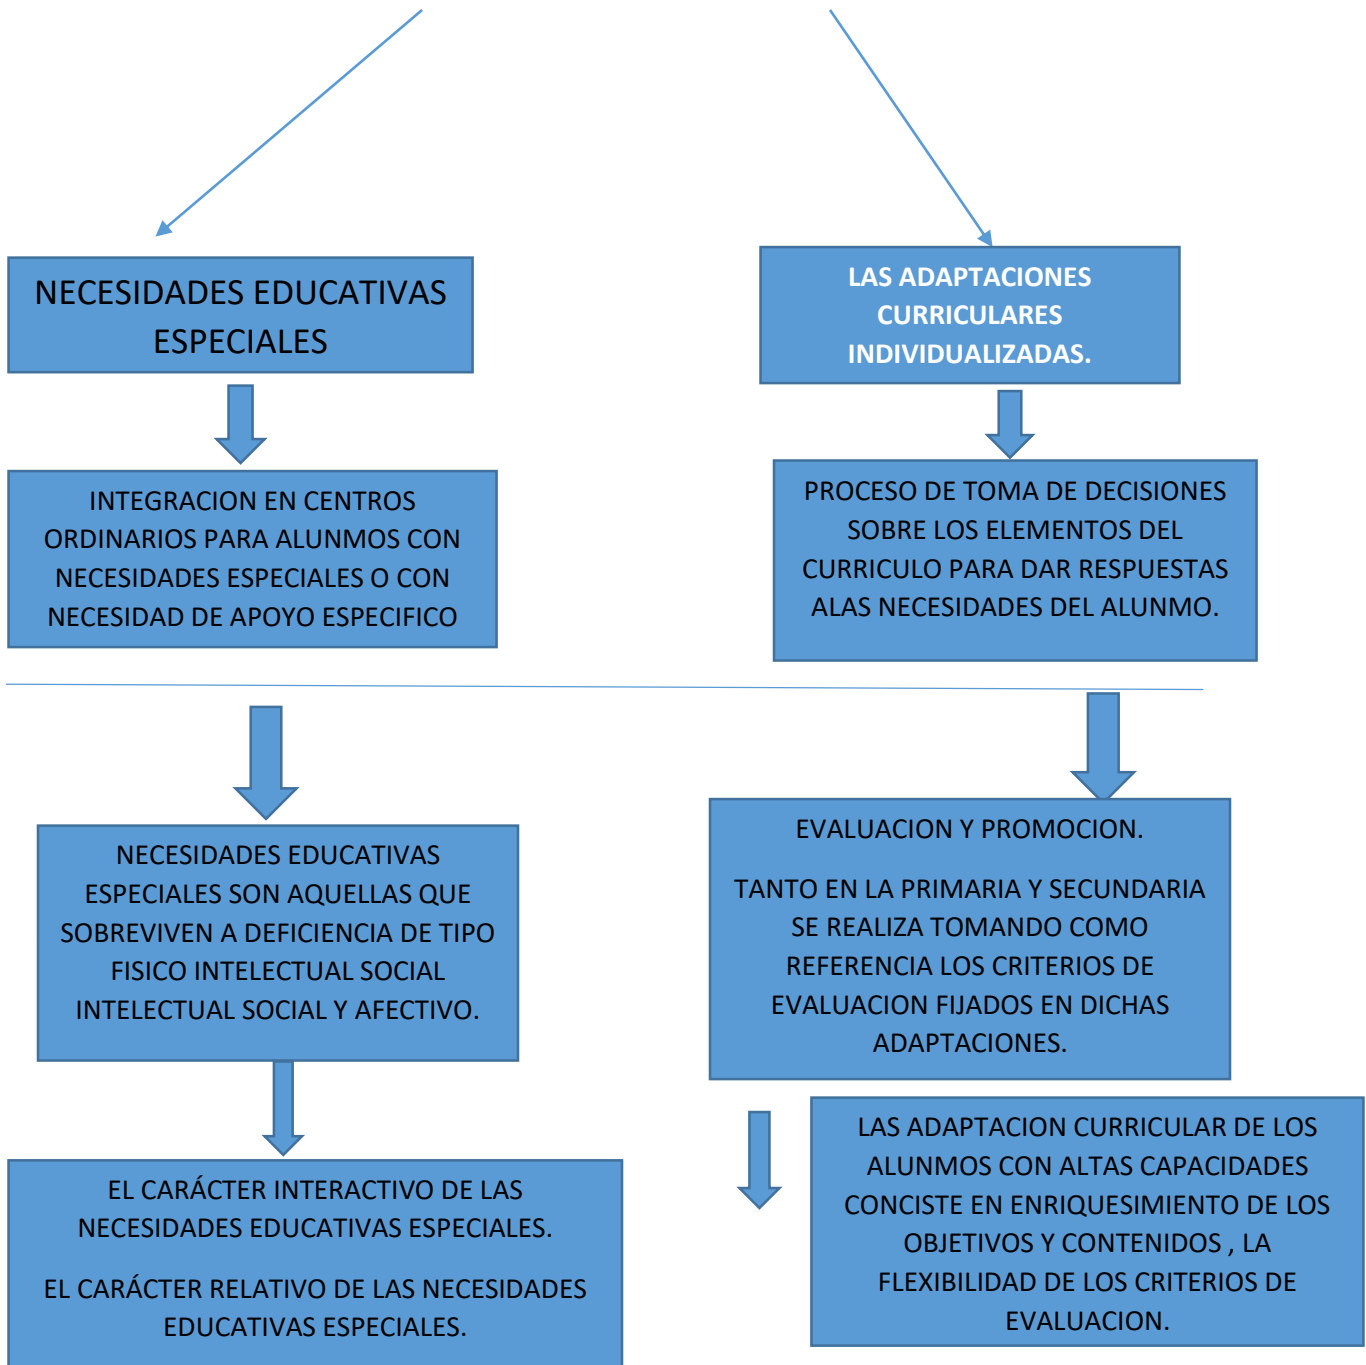 NECESIDADES EDUCATIVAS
ESPECIALES
LAS ADAPTACIONES
CURRICULARES
INDIVIDUALIZADAS.
INTEGRACION EN CENTROS
ORDINARIOS PARA ALUNMOS CON
NECESIDADES ESPECIALES O CON
NECESIDAD DE APOYO ESPECIFICO
PROCESO DE TOMA DE DECISIONES
SOBRE LOS ELEMENTOS DEL
CURRICULO PARA DAR RESPUESTAS
ALAS NECESIDADES DEL ALUNMO.
NECESIDADES EDUCATIVAS
ESPECIALES SON AQUELLAS QUE
SOBREVIVEN A DEFICIENCIA DE TIPO
FISICO INTELECTUAL SOCIAL
INTELECTUAL SOCIAL Y AFECTIVO.
EVALUACION Y PROMOCION.
TANTO EN LA PRIMARIA Y SECUNDARIA
SE REALIZA TOMANDO COMO
REFERENCIA LOS CRITERIOS DE
EVALUACION FIJADOS EN DICHAS
ADAPTACIONES.
EL CARÁCTER INTERACTIVO DE LAS
NECESIDADES EDUCATIVAS ESPECIALES.
EL CARÁCTER RELATIVO DE LAS NECESIDADES
EDUCATIVAS ESPECIALES.
LAS ADAPTACION CURRICULAR DE LOS
ALUNMOS CON ALTAS CAPACIDADES
CONCISTE EN ENRIQUESIMIENTO DE LOS
OBJETIVOS Y CONTENIDOS , LA
FLEXIBILIDAD DE LOS CRITERIOS DE
EVALUACION.